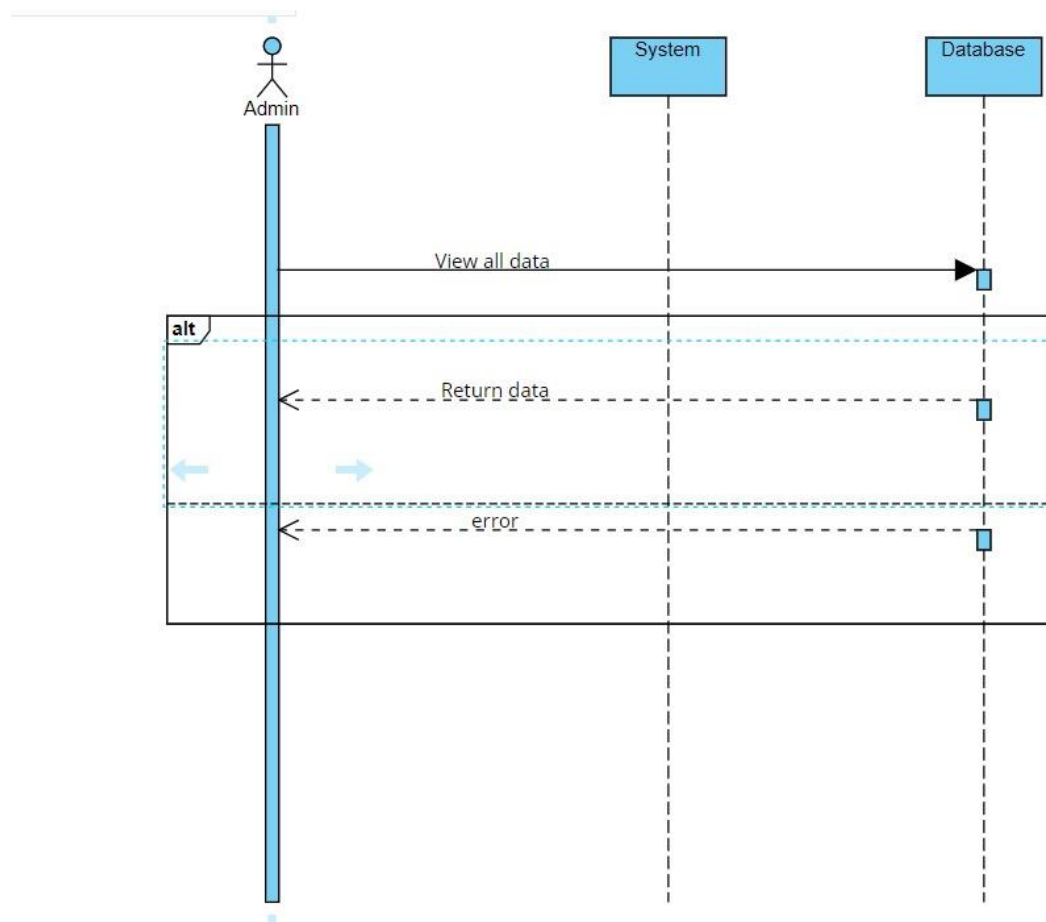 System
Database
Admin
View all data
alt
Return data
error